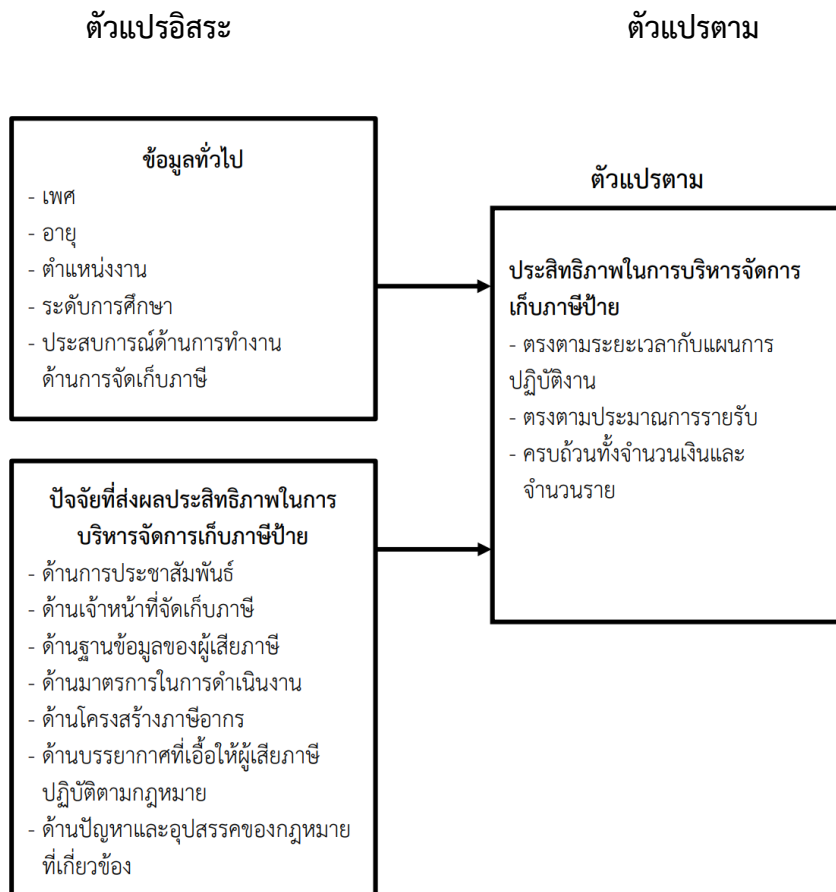 ตัวแปรอิสระ
ตัวแปรตาม
ข้อมูลทั่วไป
- เพศ
- อายุ
- ตำแหน่งงาน
- ระดับการศึกษา
- ประสบการณ์ด้านการทำงาน
ด้านการจัดเก็บภาษี
ตัวแปรตาม
ประสิทธิภาพในการบริหารจัดการ
เก็บภาษีป้าย
- ตรงตามระยะเวลากับแผนการ
ปฏิบัติงาน
- ตรงตามประมาณการรายรับ
- ครบถ้วนทั้งจำนวนเงินและ
จำนวนราย
ปัจจัยที่ส่งผลประสิทธิภาพในการ
บริหารจัดการเก็บภาษีป้าย
- ด้านการประชาสัมพันธ์
- ด้านเจ้าหน้าที่จัดเก็บภาษี
- ด้านฐานข้อมูลของผู้เสียภาษี
- ด้านมาตรการในการดำเนินงาน
- ด้านโครงสร้างภาษีอากร
- ด้านบรรยากาศที่เอื้อให้ผู้เสียภาษี
ปฏิบัติตามกฎหมาย
- ด้านปัญหาและอุปสรรคของกฎหมาย
ที่เกี่ยวข้อง